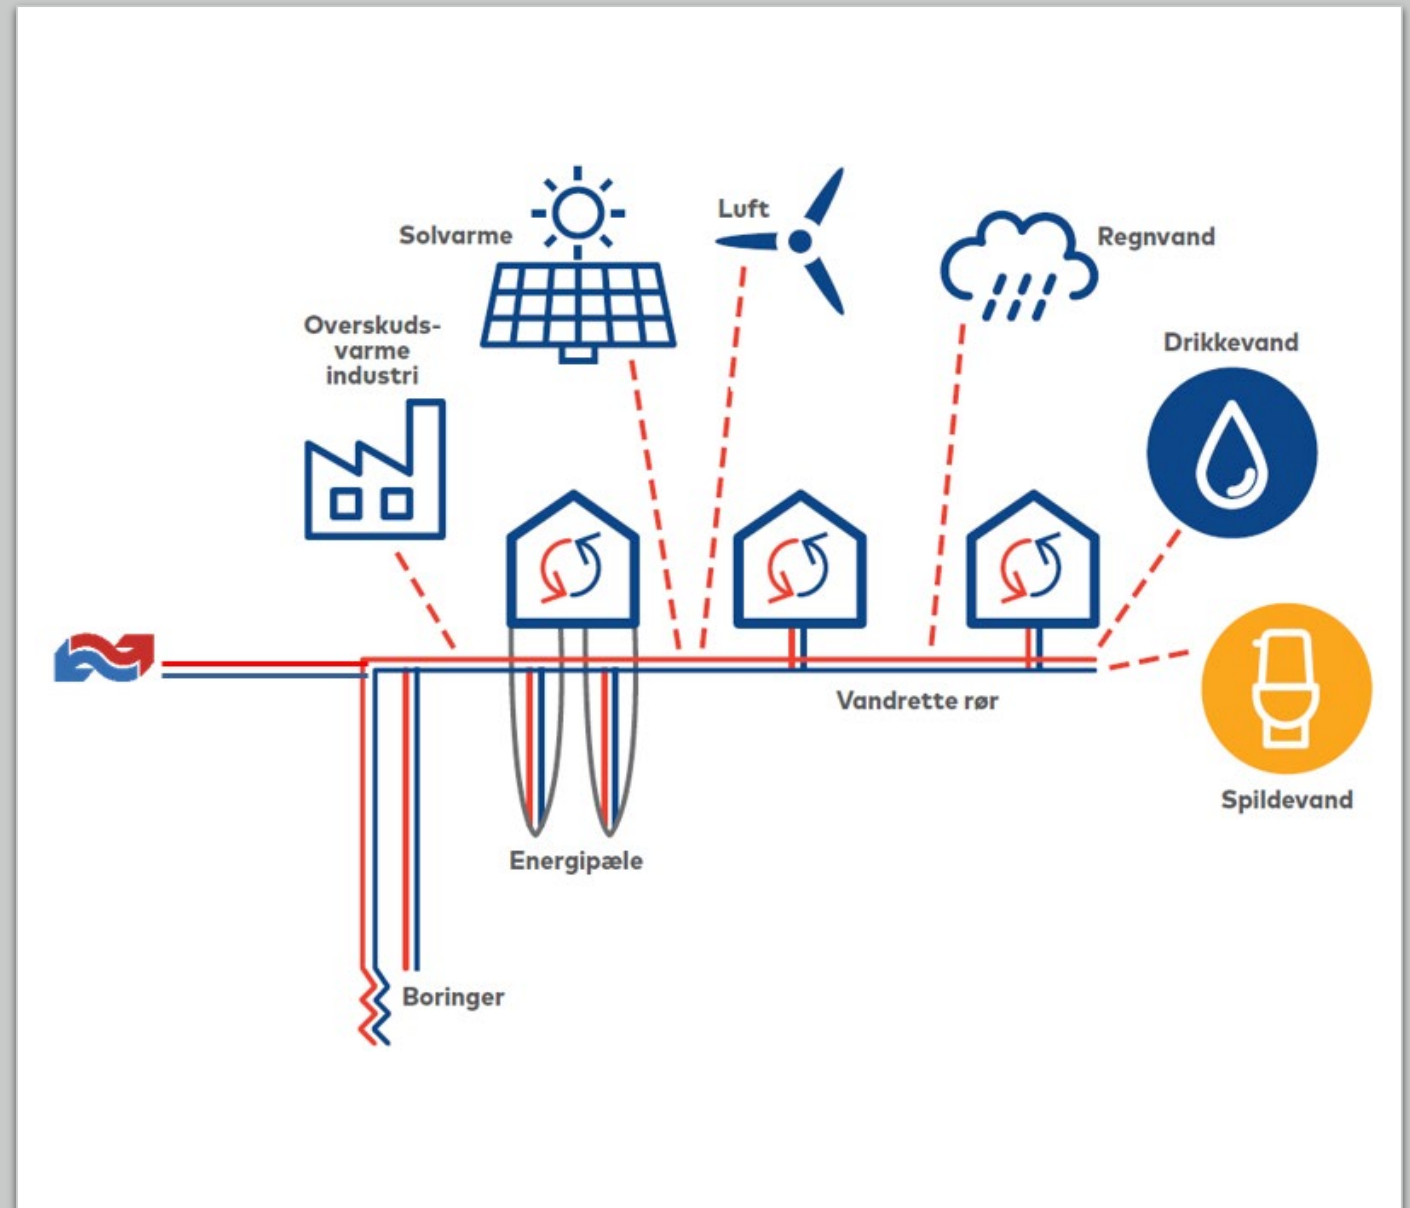 Solvarme
Luft
Regnvand
Overskuds-
varme
industri
Drikkevand
Vandrette rør
Spildevand
Energipæle
Boringer